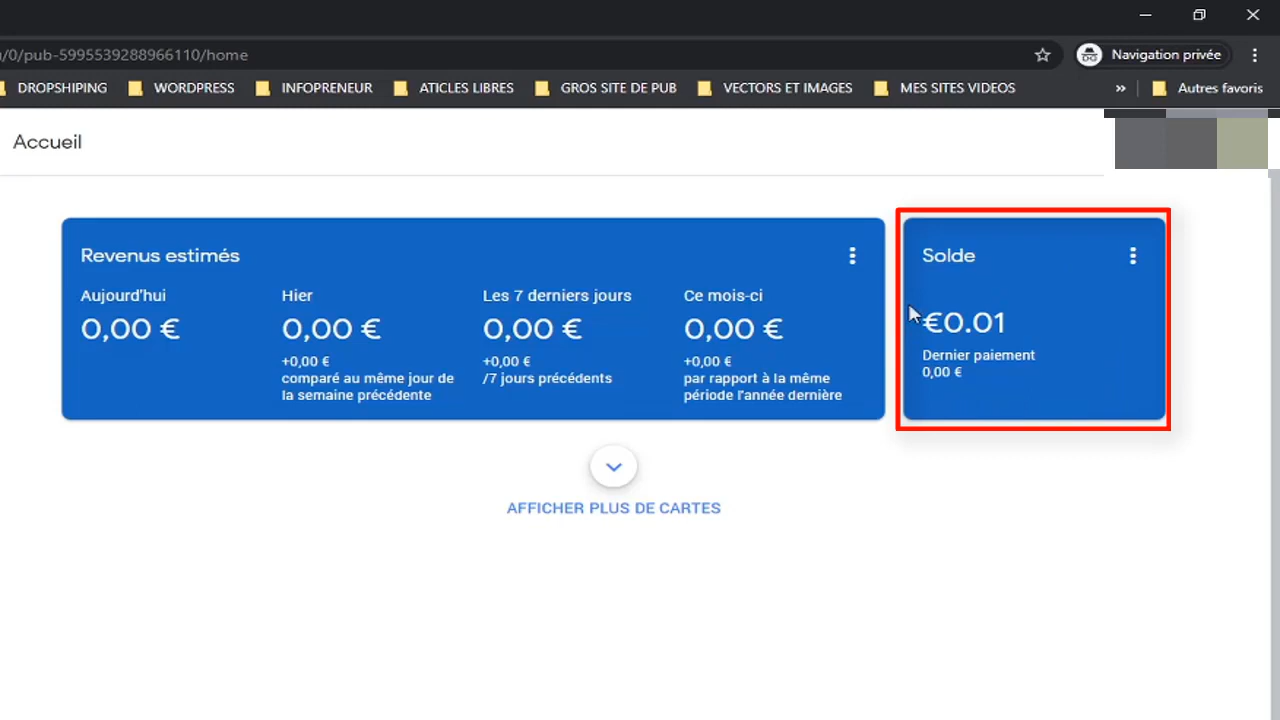 /0/pub-5995539288966110/home
Navigation privée
DROPSHIPING WORDPRESS INFOPRENEUR ATICLES LIBRES GROS SITE DE PUB VECTORS ET IMAGES MES SITES VIDEOS » Autres favoris
Accueil
Revenus estimés
Aujourd'hui
0,00 €
Hier
0,00 €
+0,00 €
comparé au même jour de
la semaine précédente
Les 7 derniers jours
0,00 €
+0,00 €
/7 jours précédents
Ce mois-ci
0,00 €
+0,00 €
par rapport à la même
période l'année dernière
Solde
€0.01
Dernier paiement
0,00 €
AFFICHER PLUS DE CARTES